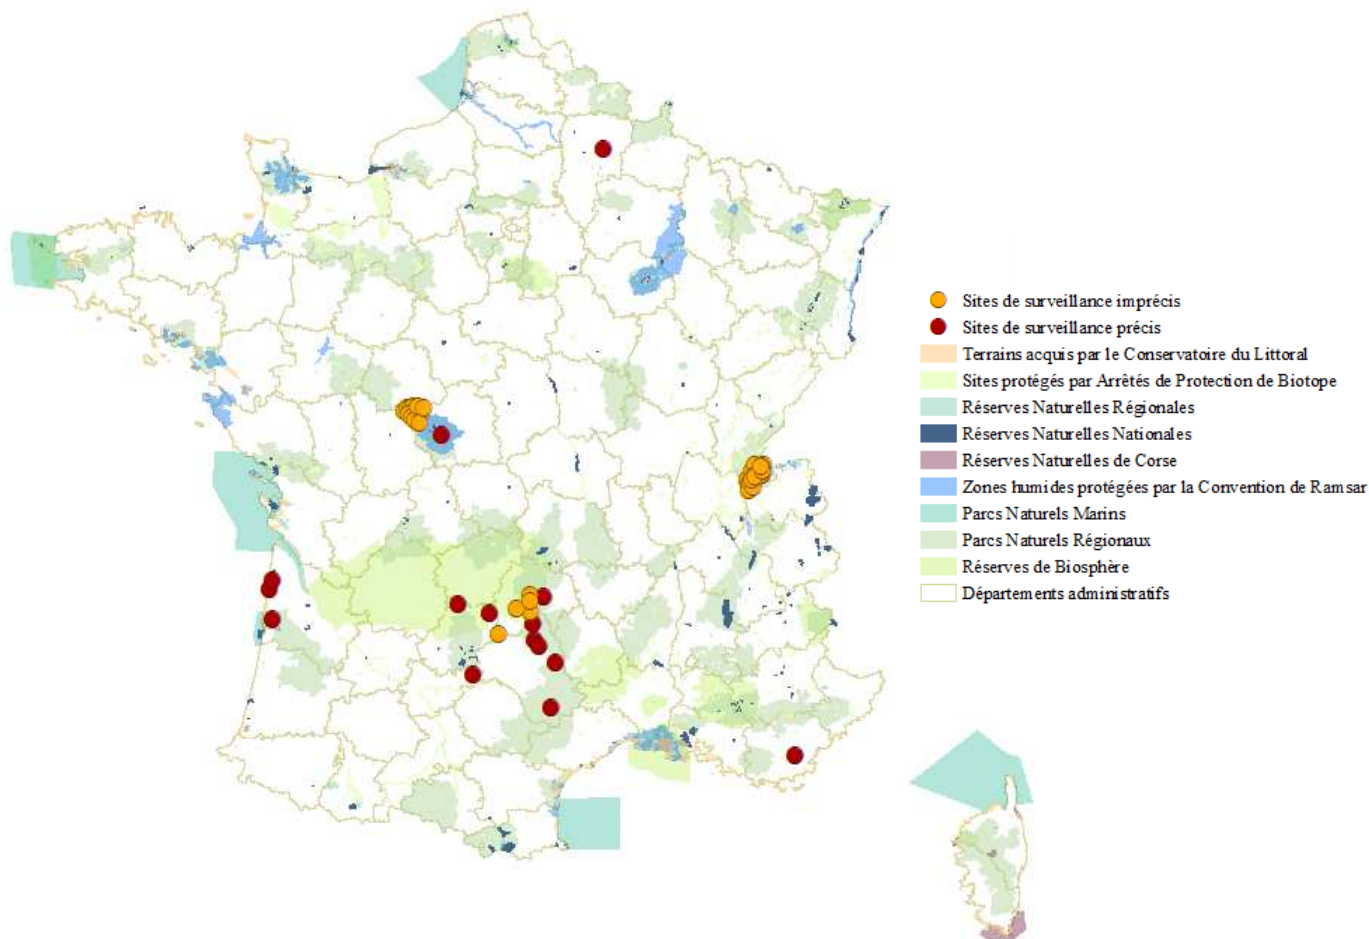 Sites de surveillance imprécis
Sites de surveillance précis
Terrains acquis par le Conservatoire du Littoral
Sites protégés par Arrêtés de Protection de Biotope
Réserves Naturelles Régionales
Réserves Naturelles Nationales
Réserves Naturelles de Corse
Zones humides protégées par la Convention de Ramsar
Parcs Naturels Marins
Parcs Naturels Régionaux
Réserves de Biosphère
Départements administratifs